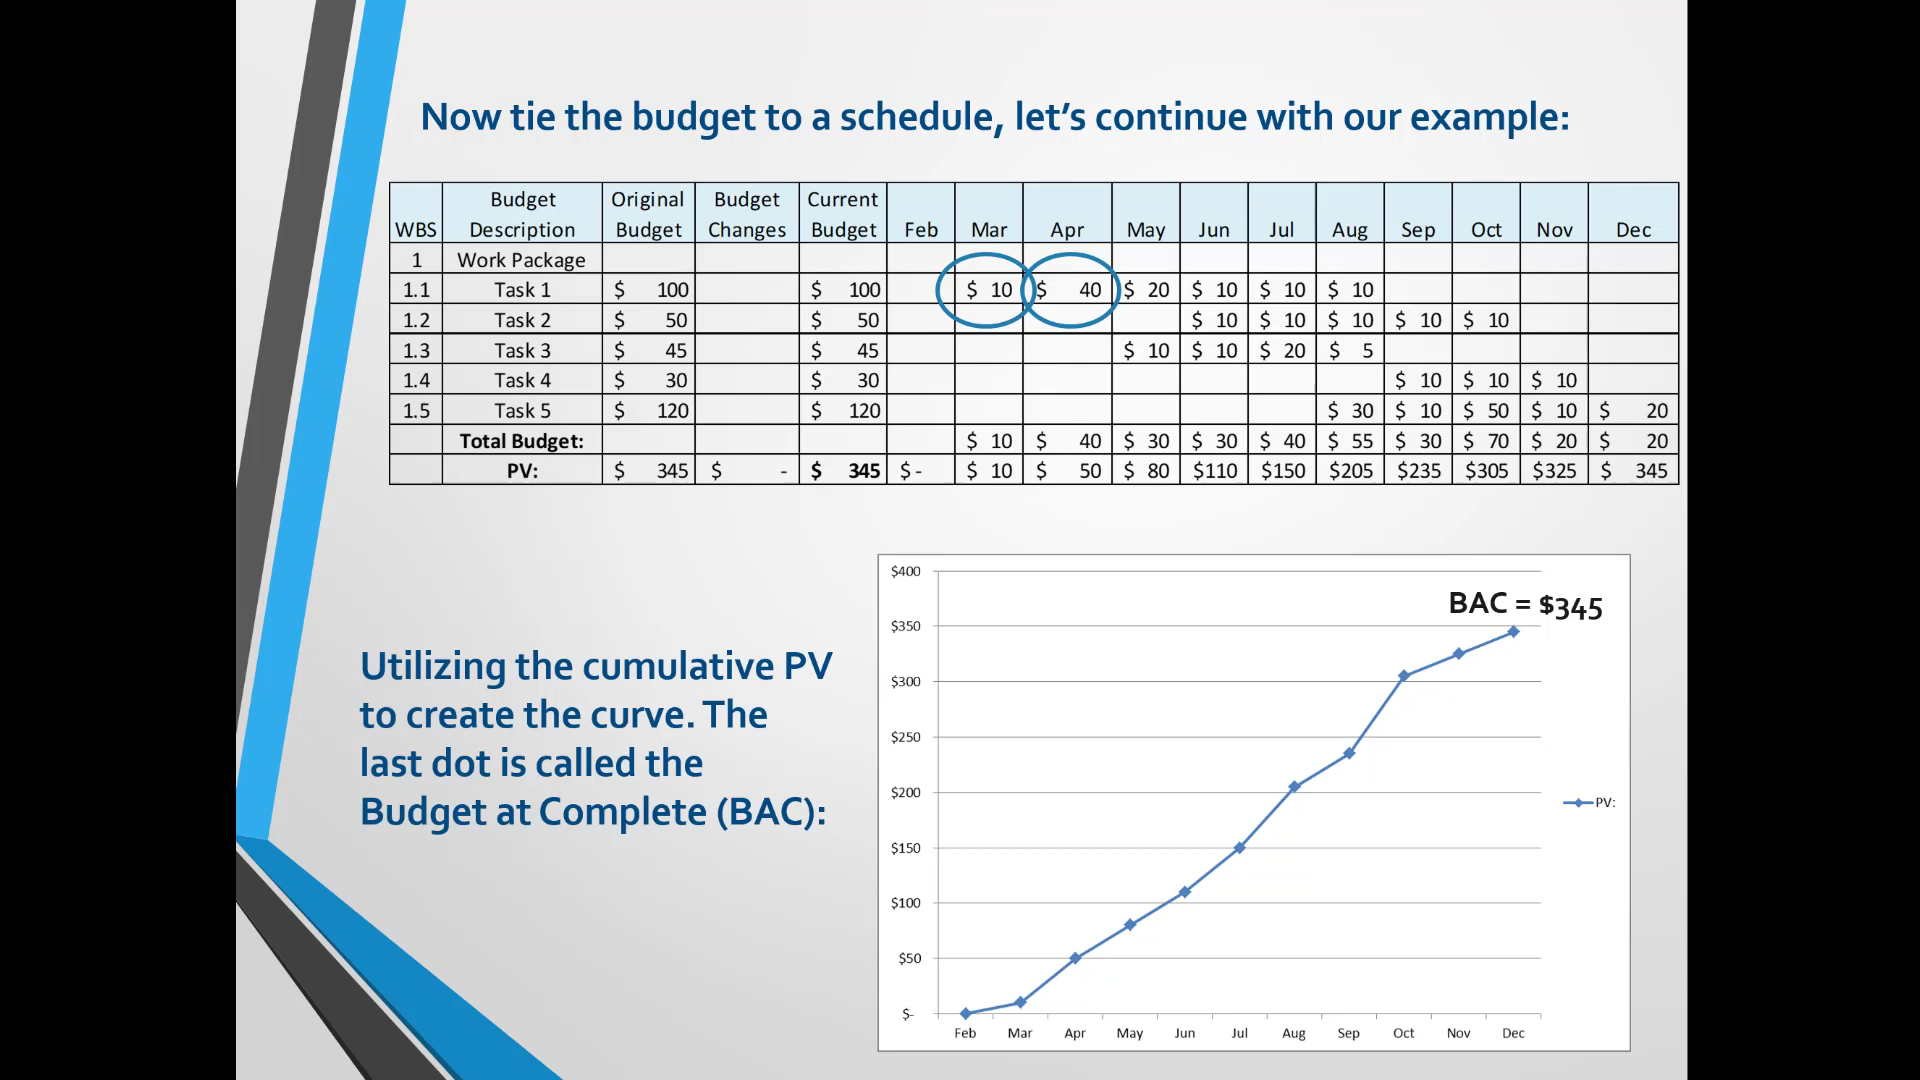 Now tie the budget to a schedule, let's continue with our example:
WBS Budget Description Original Budget Budget Changes Current Budget Feb Mar Apr May Jun Jul Aug Sep Oct Nov Dec
1 Work Package
1.1 Task 1 $ 100 $ 100 $ 10 $ 40 $ 20 $ 10 $ 10 $ 10
1.2 Task 2 $ 50 $ 50 $ 10 $ 10 $ 10 $ 10 $ 10
1.3 Task 3 $ 45 $ 45 $ 10 $ 10 $ 20 $ 5
1.4 Task 4 $ 30 $ 30 $ 10 $ 10 $ 10
1.5 Task 5 $ 120 $ 120 $ 30 $ 10 $ 50 $ 10 $ 20
Total Budget: $ 10 $ 40 $ 30 $ 30 $ 40 $ 55 $ 30 $ 70 $ 20 $ 20
PV: $ 345 $ - $ 345 $ - $ 10 $ 50 $ 80 $110 $150 $205 $235 $305 $325 $ 345
Utilizing the cumulative PV
to create the curve. The
last dot is called the
Budget at Complete (BAC):
BAC = $345
$400
$350
$300
$250
$200
$150
$100
$50
$-
Feb Mar Apr May Jun Jul Aug Sep Oct Nov Dec
PV: